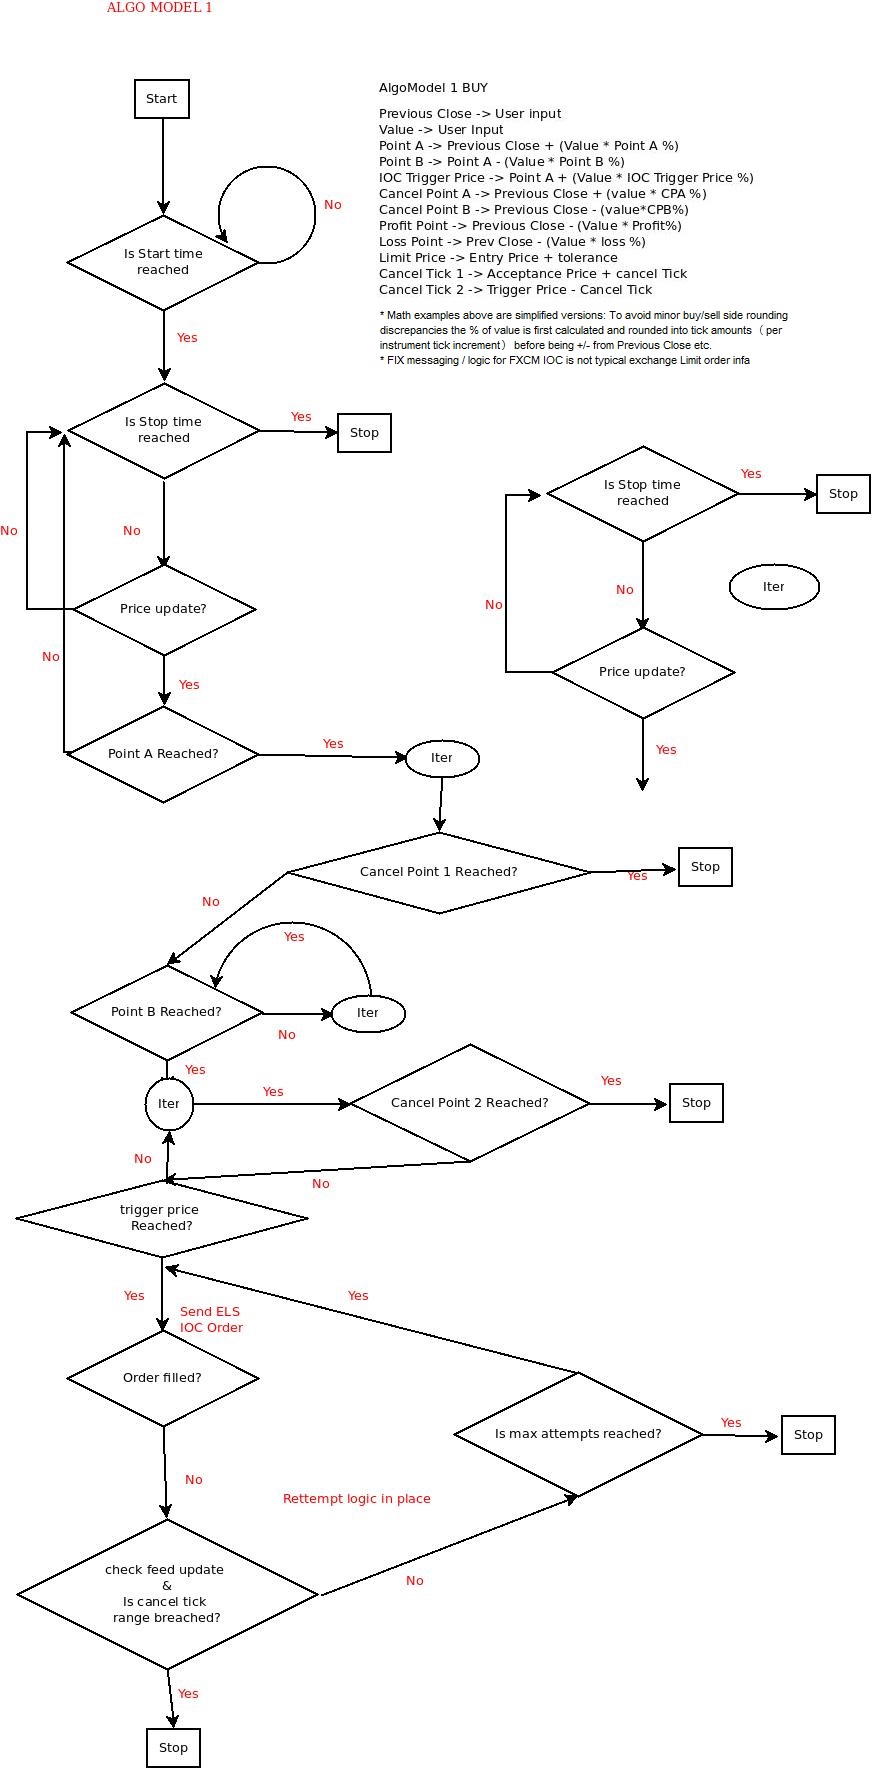 ALGO MODEL 1
Start
AlgoModel 1 BUY
Previous Close -> User input
Value -> User Input
Point A -> Previous Close + (Value * Point A %)
Point B -> Point A - (Value * Point B %)
IOC Trigger Price -> Point A + (Value * IOC Trigger Price %)
Cancel Point A -> Previous Close + (value * CPA %)
Cancel Point B -> Previous Close - (value*CPB%)
Profit Point -> Previous Close - (Value * Profit%)
Loss Point -> Prev Close - (Value * loss %)
Limit Price -> Entry Price + tolerance
Cancel Tick 1 -> Acceptance Price + cancel Tick
Cancel Tick 2 -> Trigger Price - Cancel Tick
* Math examples above are simplified versions: To avoid minor buy/sell side rounding
discrepancies the % of value is first calculated and rounded into tick amounts （ per
instrument tick increment） before being +/- from Previous Close etc.
* FIX messaging / logic for FXCM IOC is not typical exchange Limit order infa
No
Is Start time
reached
Yes
Is Stop time
reached
Yes
Stop
No
No
Price update?
No
Yes
Point A Reached?
Yes
Iter
Is Stop time
reached
Yes
Stop
No
Iter
No
Price update?
Yes
Cancel Point 1 Reached?
Yes
Stop
No
Yes
Point B Reached?
No
Iter
Yes
Iter
Yes
Cancel Point 2 Reached?
Yes
Stop
No
No
trigger price
Reached?
Yes
Send ELS
IOC Order
Yes
Order filled?
Is max attempts reached?
Yes
Stop
No
Rettempt logic in place
check feed update
&
Is cancel tick
range breached?
No
Yes
Stop